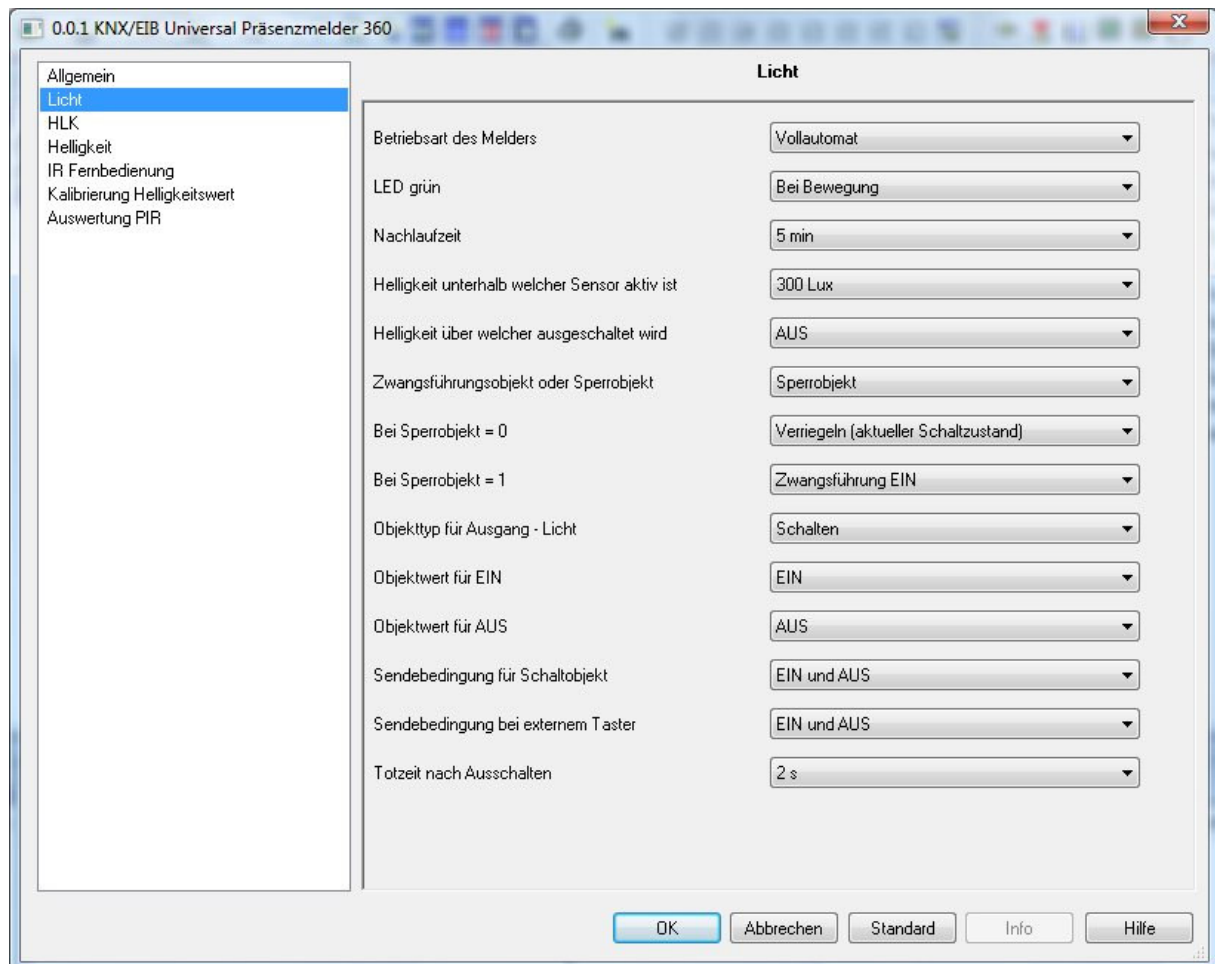 0.0.1 KNX/EIB Universal Präsenzmelder 360
Allgemein
Licht
HLK
Helligkeit
IR Fernbedienung
Kalibrierung Helligkeitswert
Auswertung PIR
Licht
Betriebsart des Melders Vollautomat
LED grün Bei Bewegung
Nachlaufzeit 5 min
Helligkeit unterhalb welcher Sensor aktiv ist 300 Lux
Helligkeit über welcher ausgeschaltet wird AUS
Zwangsführungsobjekt oder Sperrobjekt Sperrobjekt
Bei Sperrobjekt = 0 Verriegeln (aktueller Schaltzustand)
Bei Sperrobjekt = 1 Zwangsführung EIN
Objekttyp für Ausgang - Licht Schalten
Objektwert für EIN EIN
Objektwert für AUS AUS
Sendebedingung für Schaltobjekt EIN und AUS
Sendebedingung bei externem Taster EIN und AUS
Totzeit nach Ausschalten 2 s
OK Abbrechen Standard Info Hilfe